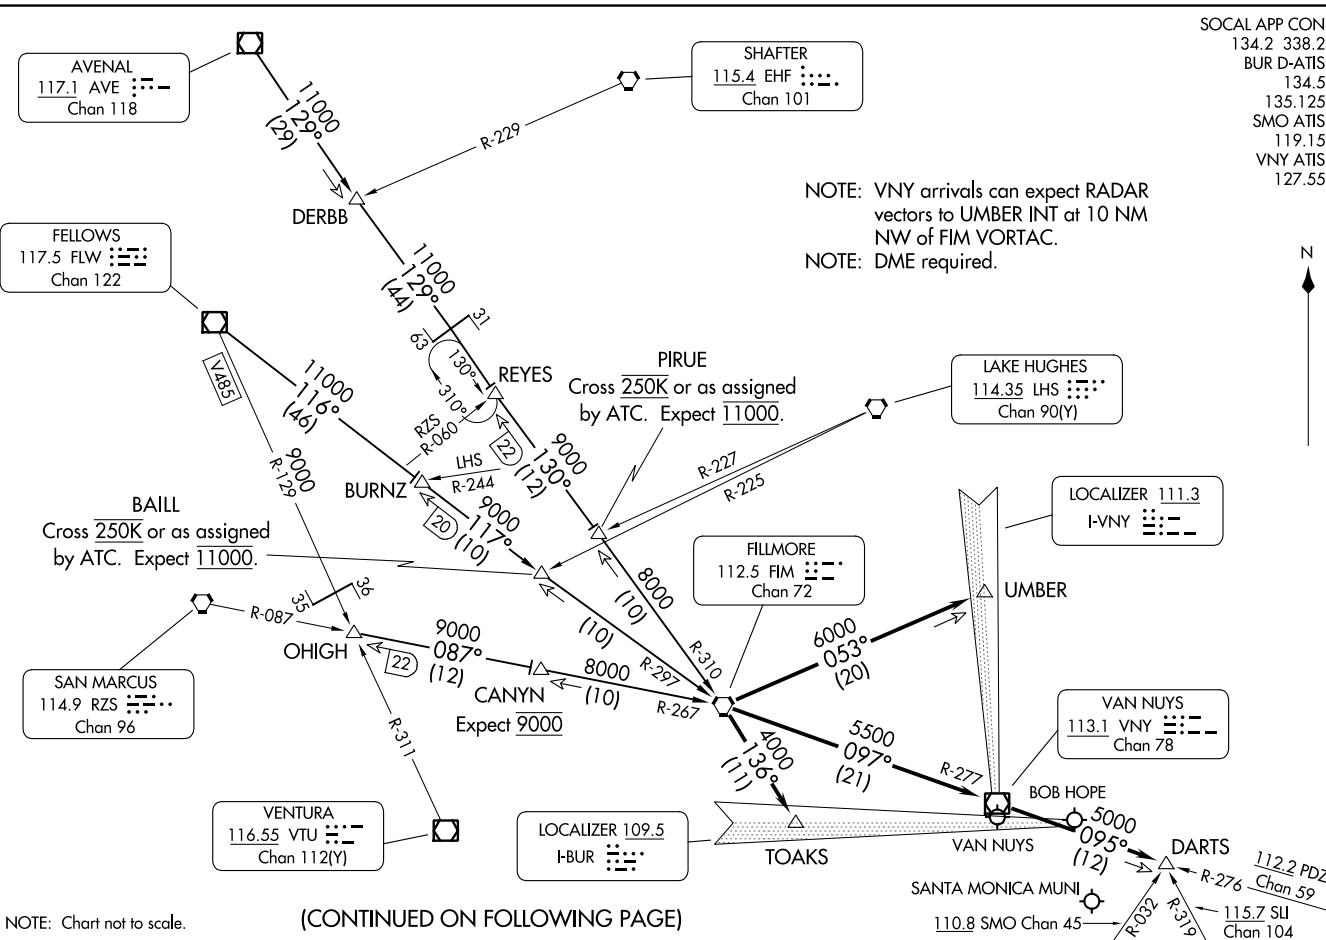 SOCAL APP CON
134.2 338.2
BUR D-ATIS
134.5
135.125
SMO ATIS
119.15
VNY ATIS
127.55
AVENAL
117.1 AVE
Chan 118
SHAFTER
115.4 EHF
Chan 101
11000
129°
(29)
R-229
DERBB
NOTE: VNY arrivals can expect RADAR
vectors to UMBER INT at 10 NM
NW of FIM VORTAC.
NOTE: DME required.
N
FELLOWS
117.5 FLW
Chan 122
11000
129°
(44)
63
31
130°
310°
REYES
V485
11000
116°
(46)
RZS
R-060
22
PIRUE
Cross 250K or as assigned
by ATC. Expect 11000.
LAKE HUGHES
114.35 LHS
Chan 90(Y)
9000
130°
(12)
R-227
R-225
9000
R-129
LHS
R-244
BURNZ
20
9000
117°
(10)
BAILL
Cross 250K or as assigned
by ATC. Expect 11000.
LOCALIZER 111.3
I-VNY
FILLMORE
112.5 FIM
Chan 72
8000
(10)
R-310
UMBER
35
36
R-087
OHIGH
22
9000
087°
(12)
CANYN
Expect 9000
(10)
R-297
8000
(10)
R-267
6000
053°
(20)
SAN MARCUS
114.9 RZS
Chan 96
R-311
4000
136°
(11)
5500
097°
(21)
R-277
VAN NUYS
113.1 VNY
Chan 78
VENTURA
116.55 VTU
Chan 112(Y)
LOCALIZER 109.5
I-BUR
TOAKS
VAN NUYS
BOB HOPE
5000
095°
(12)
DARTS
112.2 PDZ
Chan 59
R-276
SANTA MONICA MUNI
110.8 SMO Chan 45
R-032
R-319
115.7 SLI
Chan 104
NOTE: Chart not to scale.
(CONTINUED ON FOLLOWING PAGE)